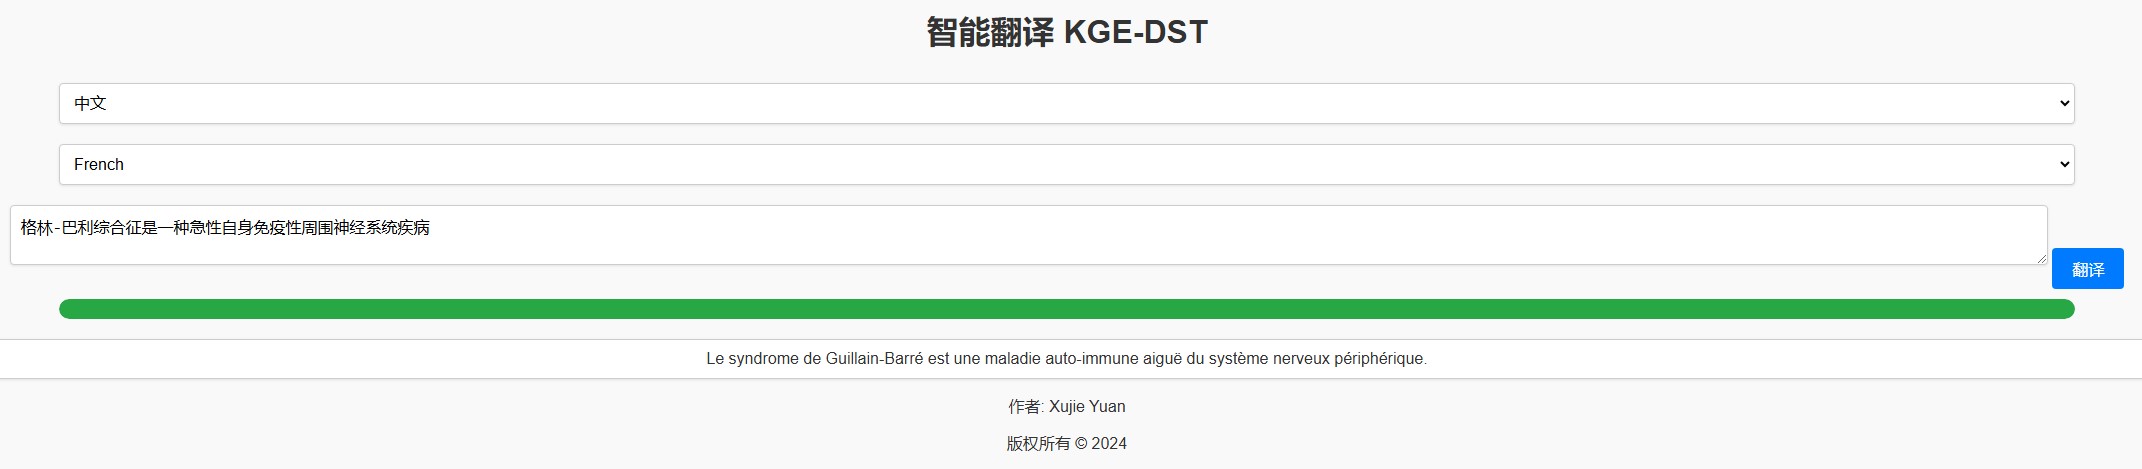 智能翻译 KGE-DST
中文
French
格林-巴利综合征是一种急性自身免疫性周围神经系统疾病
翻译
Le syndrome de Guillain-Barré est une maladie auto-immune aiguë du système nerveux périphérique.
作者: Xujie Yuan
版权所有 © 2024